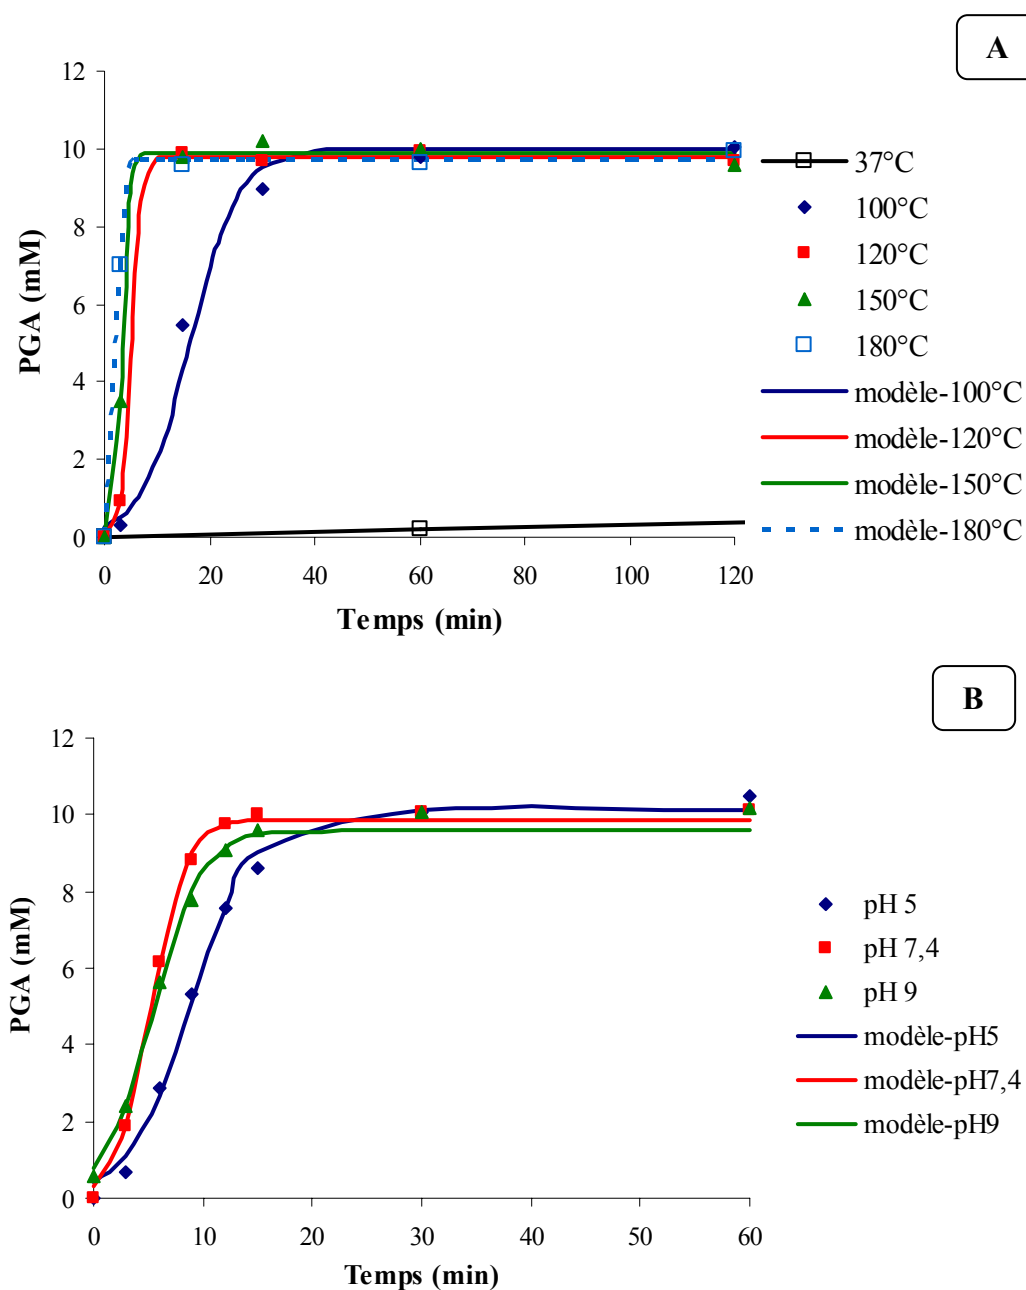 A
12
10
8
6
4
2
0
PGA (mM)
0 20 40 60 80 100 120
Temps (min)
37°C
100°C
120°C
150°C
180°C
modèle-100°C
modèle-120°C
modèle-150°C
modèle-180°C
B
12
10
8
6
4
2
0
PGA (mM)
0 10 20 30 40 50 60
Temps (min)
pH 5
pH 7,4
pH 9
modèle-pH5
modèle-pH7,4
modèle-pH9